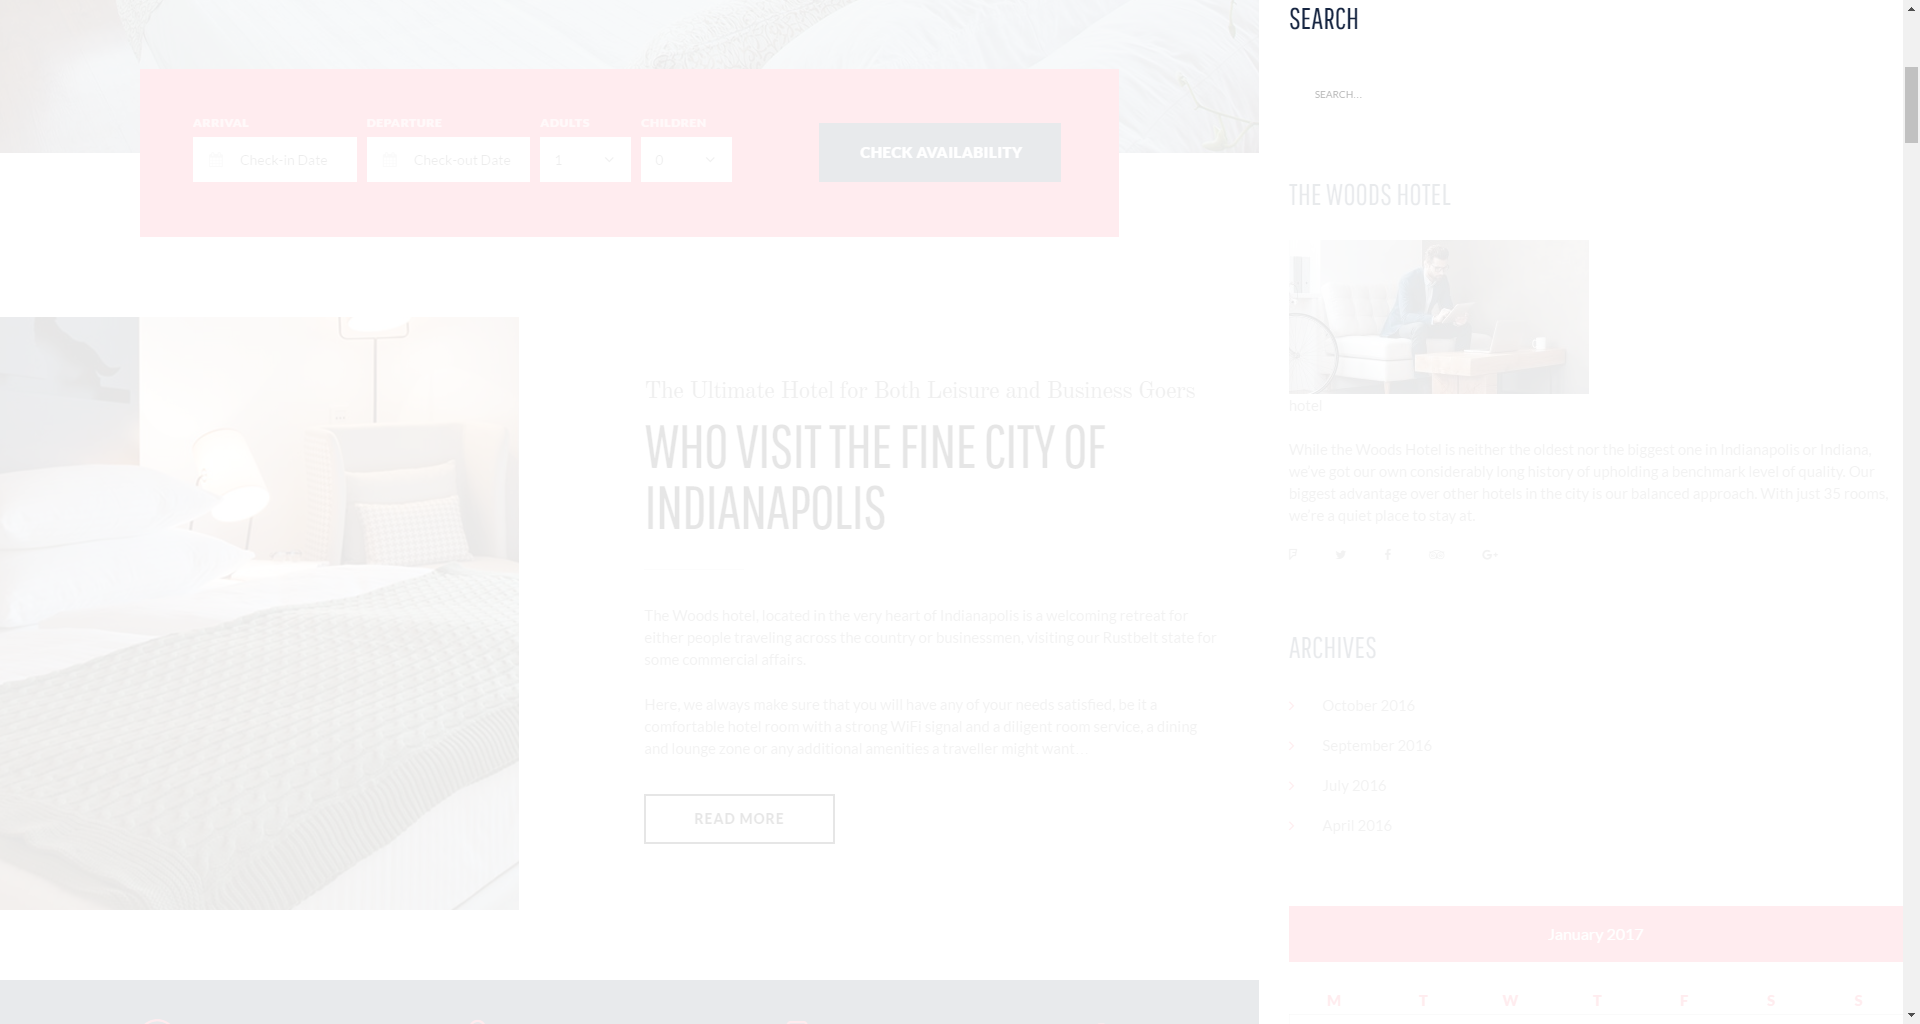 SEARCH
SEARCH...
ARRIVAL DEPARTURE ADULTS CHILDREN
Check-in Date Check-out Date 1 0
CHECK AVAILABILITY
The Ultimate Hotel for Both Leisure and Business Goers
WHO VISIT THE FINE CITY OF
INDIANAPOLIS
The Woods hotel, located in the very heart of Indianapolis is a welcoming retreat for
either people traveling across the country or businessmen, visiting our Rustbelt state for
some commercial affairs..
Here, we always make sure that you will have any of your needs satisfied, be it a
comfortable hotel room with a strong WiFi signal and a diligent room service, a dining
and lounge zone or any additional amenities a traveller might want...
READ MORE
THE WOODS HOTEL
hotel
While the Woods Hotel is neither the oldest nor the biggest one in Indianapolis or Indiana,
we've got our own considerably long history of upholding a benchmark level of quality. Our
biggest advantage over other hotels in the city is our balanced approach. With just 35 rooms,
we're a quiet place to stay at.
ARCHIVES
October 2016
September 2016
July 2016
April 2016
January 2017
M T W T F S S